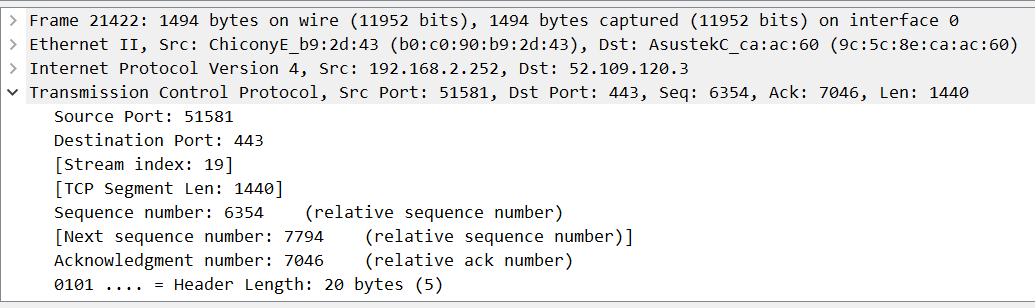 Frame 21422: 1494 bytes on wire (11952 bits), 1494 bytes captured (11952 bits) on interface 0
Ethernet II, Src: ChiconyE_b9:2d:43 (b0:c0:90:b9:2d:43), Dst: AsustekC_ca:ac:60 (9c:5c:8e:ca:ac:60)
Internet Protocol Version 4, Src: 192.168.2.252, Dst: 52.109.120.3
Transmission Control Protocol, Src Port: 51581, Dst Port: 443, Seq: 6354, Ack: 7046, Len: 1440
Source Port: 51581
Destination Port: 443
[Stream index: 19]
[TCP Segment Len: 1440]
Sequence number: 6354    (relative sequence number)
[Next sequence number: 7794    (relative sequence number)]
Acknowledgment number: 7046    (relative ack number)
0101 .... = Header Length: 20 bytes (5)